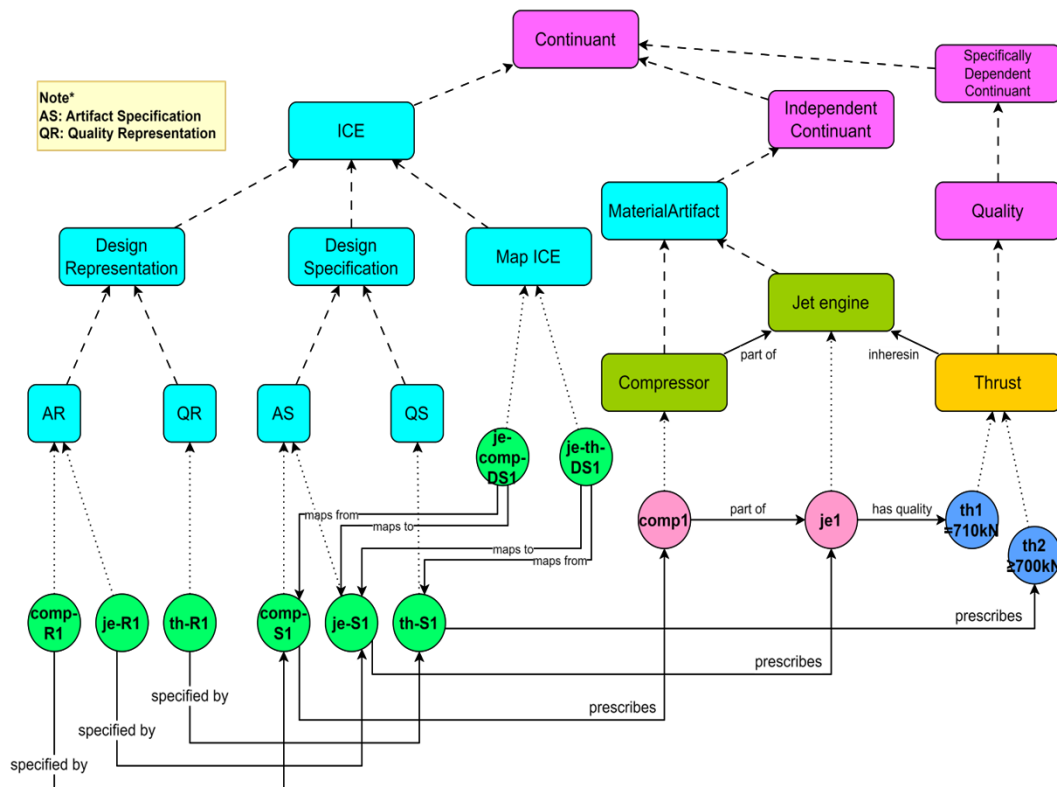 Continuant
Specifically
Dependent
Continuant
Note*
AS: Artifact Specification
QR: Quality Representation
ICE
Independent
Continuant
Design
Representation
Design
Specification
Map ICE
MaterialArtifact
Quality
Jet engine
part of
inheresin
Compressor
Thrust
AR
QR
AS
QS
je-
comp-
DS1
je-th-
DS1
comp1
part of
je1
has quality
th1
=710kN
th2
≥700kN
maps from
maps to
maps to
maps from
comp-
R1
je-R1
th-R1
comp-
S1
je-S1
th-S1
prescribes
prescribes
prescribes
specified by
specified by
specified by